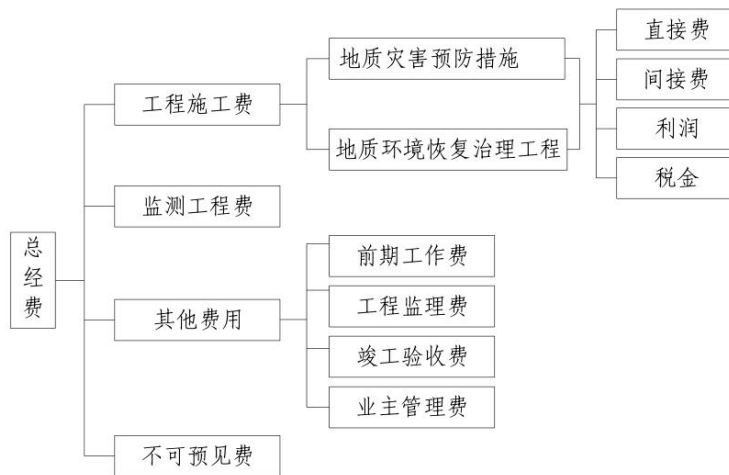 总经费
工程施工费
地质灾害预防措施
地质环境恢复治理工程
直接费
间接费
利润
税金
监测工程费
其他费用
前期工作费
工程监理费
竣工验收费
业主管理费
不可预见费